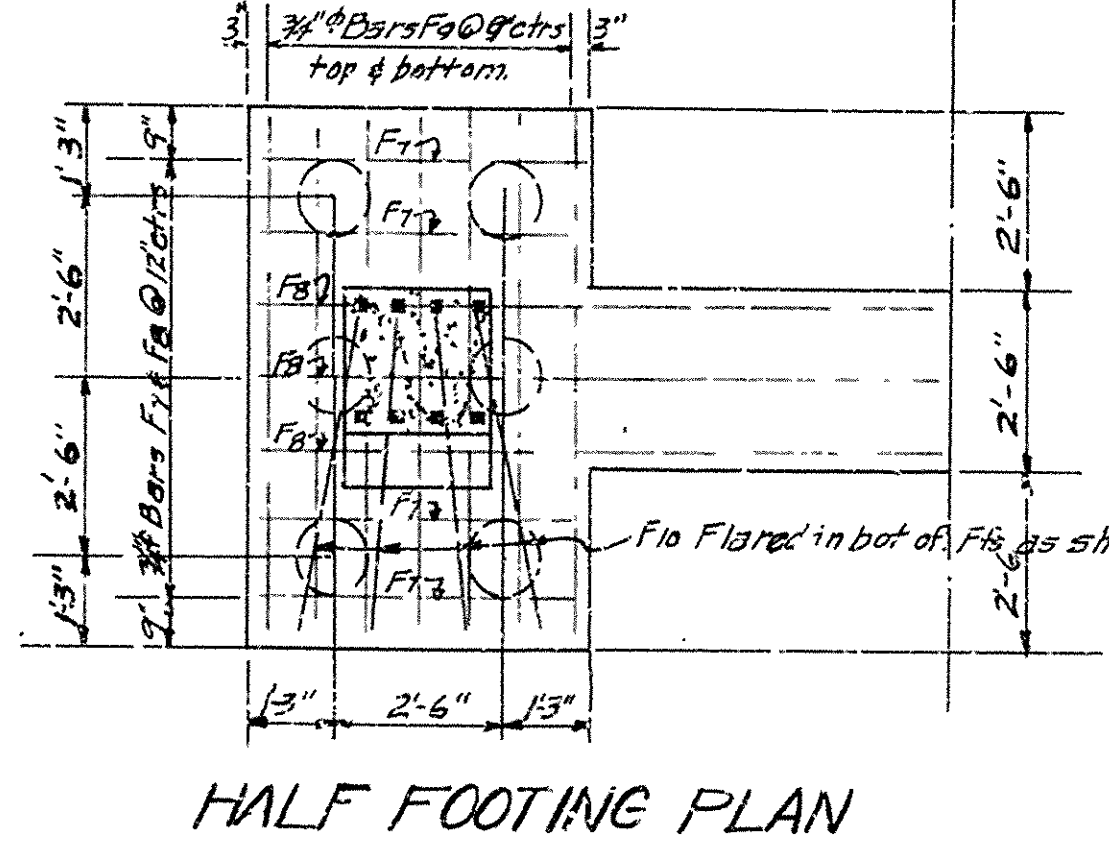 3" 3/4"ϕ Bars F9 @ 9"ctrs 3"
top & bottom.
1'3"
9"
2'-6"
2'-6"
1'-3"
9"
3/4"ϕ Bars F7 & F8 @ 12"ctrs
F7
F7
F8
F8
F8
F7
F7
2'-6"
2'-6"
2'-6"
F10 Flared in bot of Ftg as sh
1'-3" 2'-6" 1'-3"
HALF FOOTING PLAN